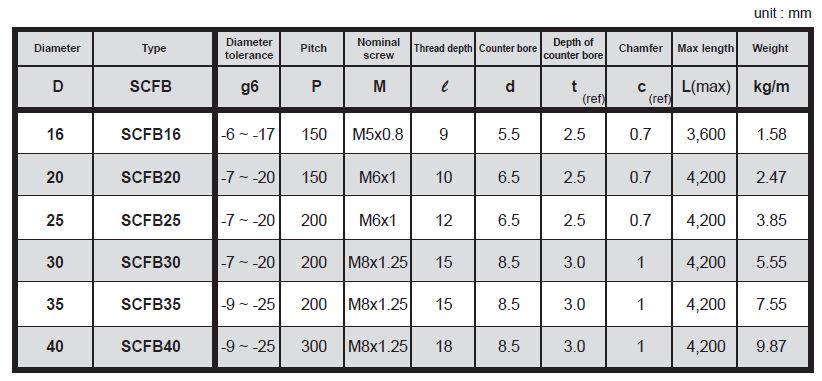 unit : mm
Diameter Type Diameter tolerance Pitch Nominal screw Thread depth Counter bore Depth of counter bore Chamfer Max length Weight
D SCFB g6 P M ℓ d t (ref) c (ref) L(max) kg/m
16 SCFB16 -6 ~ -17 150 M5x0.8 9 5.5 2.5 0.7 3,600 1.58
20 SCFB20 -7 ~ -20 150 M6x1 10 6.5 2.5 0.7 4,200 2.47
25 SCFB25 -7 ~ -20 200 M6x1 12 6.5 2.5 0.7 4,200 3.85
30 SCFB30 -7 ~ -20 200 M8x1.25 15 8.5 3.0 1 4,200 5.55
35 SCFB35 -9 ~ -25 200 M8x1.25 15 8.5 3.0 1 4,200 7.55
40 SCFB40 -9 ~ -25 300 M8x1.25 18 8.5 3.0 1 4,200 9.87